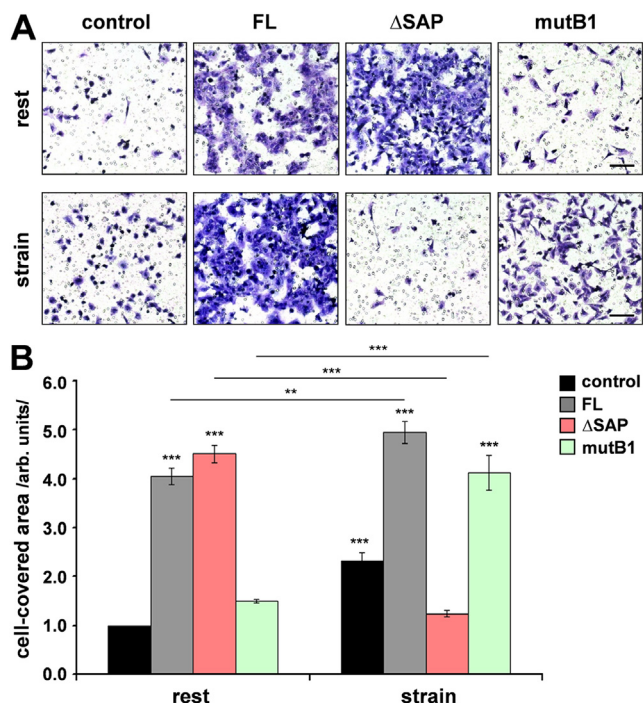 A
control FL ΔSAP mutB1
rest
strain
B
***
***
**
6.0
5.0
4.0
3.0
2.0
1.0
0.0
cell-covered area /arb. units/
*** ***
*** *** *** 
control
FL
ΔSAP
mutB1
rest strain